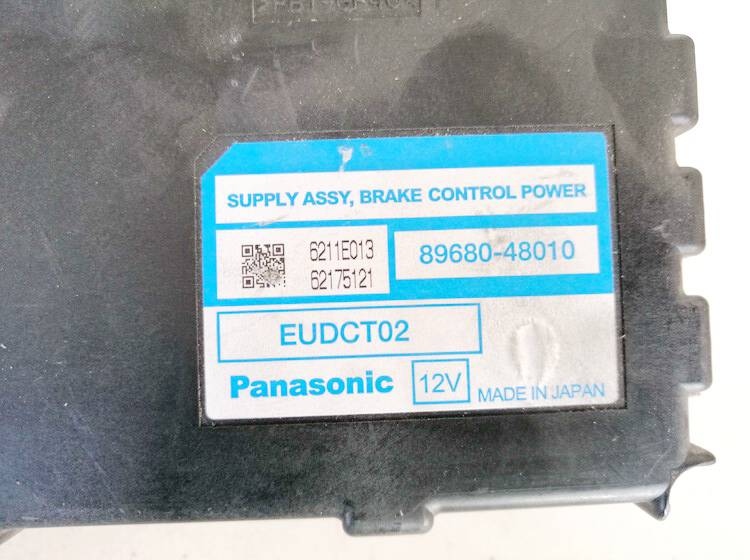 SUPPLY ASSY, BRAKE CONTROL POWER
6211E013
62175121
89680-48010
EUDCT02
Panasonic
12V
MADE IN JAPAN